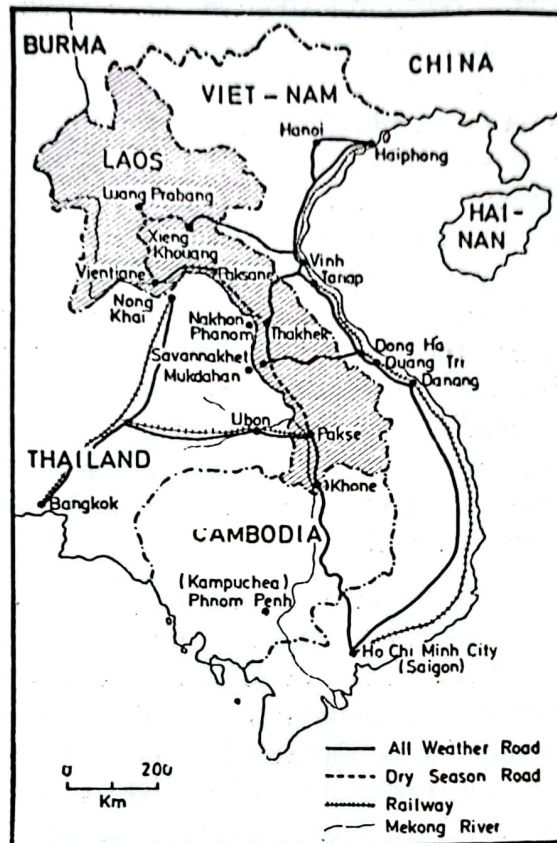 BURMA
CHINA
VIET-NAM
Hanoi
Haiphong
LAOS
Luang Prabang
HAI-
NAN
Xieng
Khouang
Vinh
Tanap
Vientiane
Paksane
Nong
Khai
Nakhon
Phanom
Thakhek
Dong Ha
Quang Tri
Danang
Savannakhet
Mukdahan
Ubon
Pakse
THAILAND
Khone
Bangkok
CAMBODIA
(Kampuchea)
Phnom Penh
Ho Chi Minh City
(Saigon)
All Weather Road
0 200
Dry Season Road
Km
Railway
Mekong River